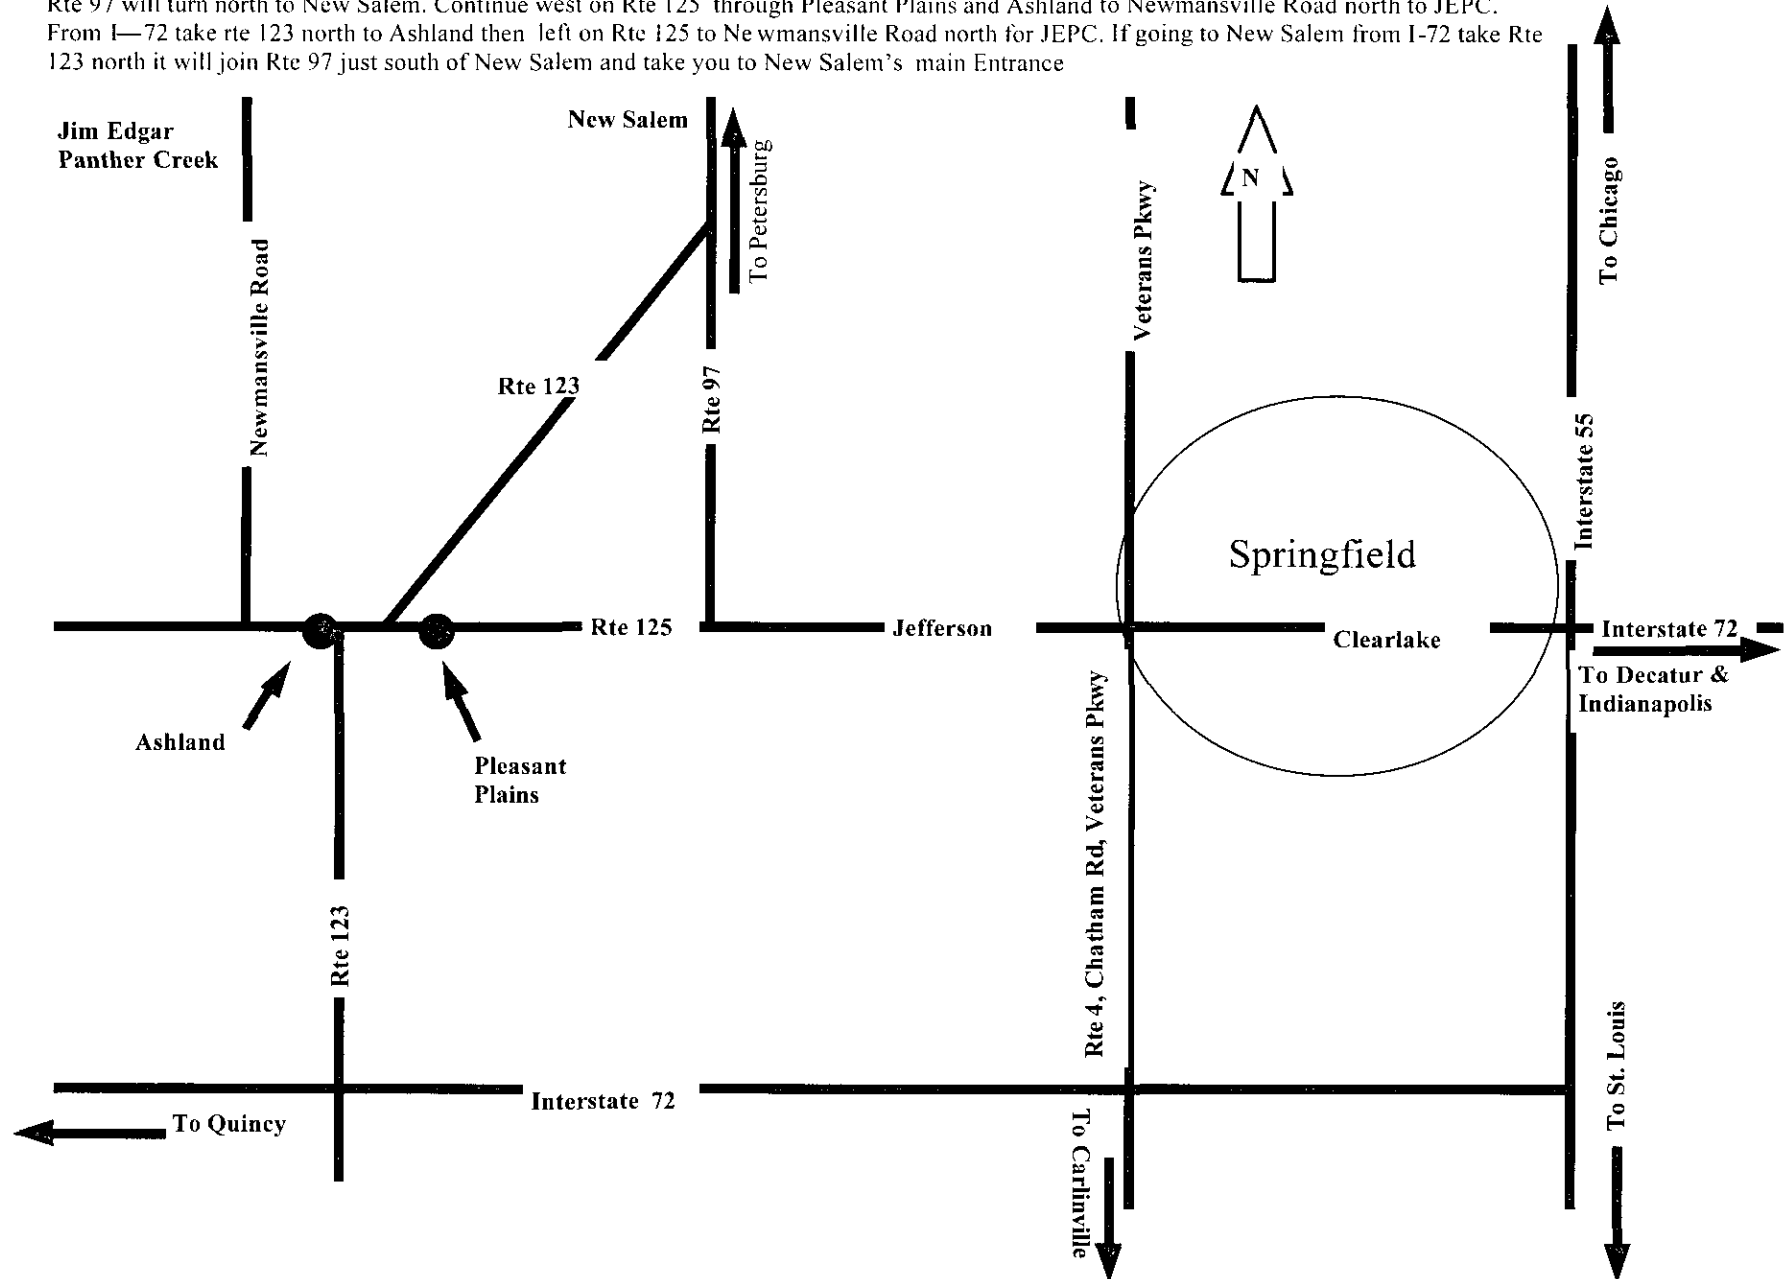 Rte 97 will turn north to New Salem. Continue west on Rte 125 through Pleasant Plains and Ashland to Newmansville Road north to JEPC.
From I—72 take rte 123 north to Ashland then left on Rte 125 to Newmansville Road north for JEPC. If going to New Salem from I-72 take Rte
123 north it will join Rte 97 just south of New Salem and take you to New Salem's main Entrance
Jim Edgar
Panther Creek
New Salem
To Petersburg
N
Veterans Pkwy
To Chicago
Newmansville Road
Rte 123
Rte 97
Interstate 55
Springfield
Rte 125
Jefferson
Clearlake
Interstate 72
To Decatur &
Indianapolis
Ashland
Pleasant
Plains
Rte 4, Chatham Rd, Veterans Pkwy
Rte 123
Interstate 72
To Quincy
To Carlinville
To St. Louis